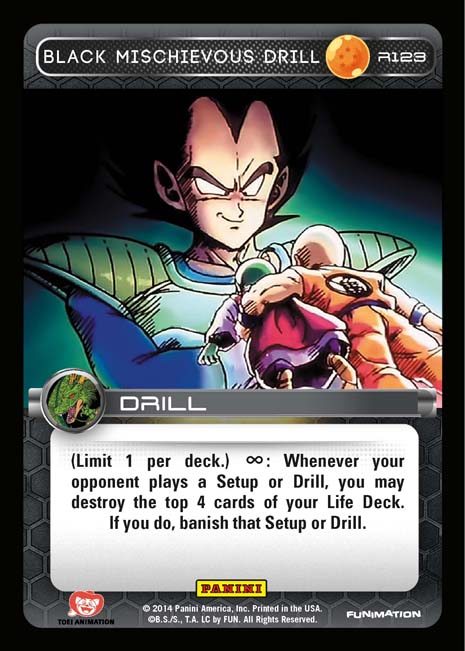 BLACK MISCHIEVOUS DRILL R123
DRILL
(Limit 1 per deck.) ∞: Whenever your
opponent plays a Setup or Drill, you may
destroy the top 4 cards of your Life Deck.
If you do, banish that Setup or Drill.
PANINI
© 2014 Panini America, Inc. Printed in the USA.
©B.S./S., T.A. LC by FUN. All Rights Reserved.
TOEI ANIMATION
FUNIMATION